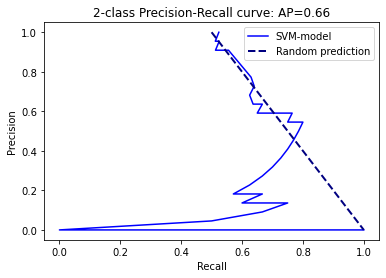 2-class Precision-Recall curve: AP=0.66
SVM-model
Random prediction
Precision
1.0
0.8
0.6
0.4
0.2
0.0
0.0 0.2 0.4 0.6 0.8 1.0
Recall